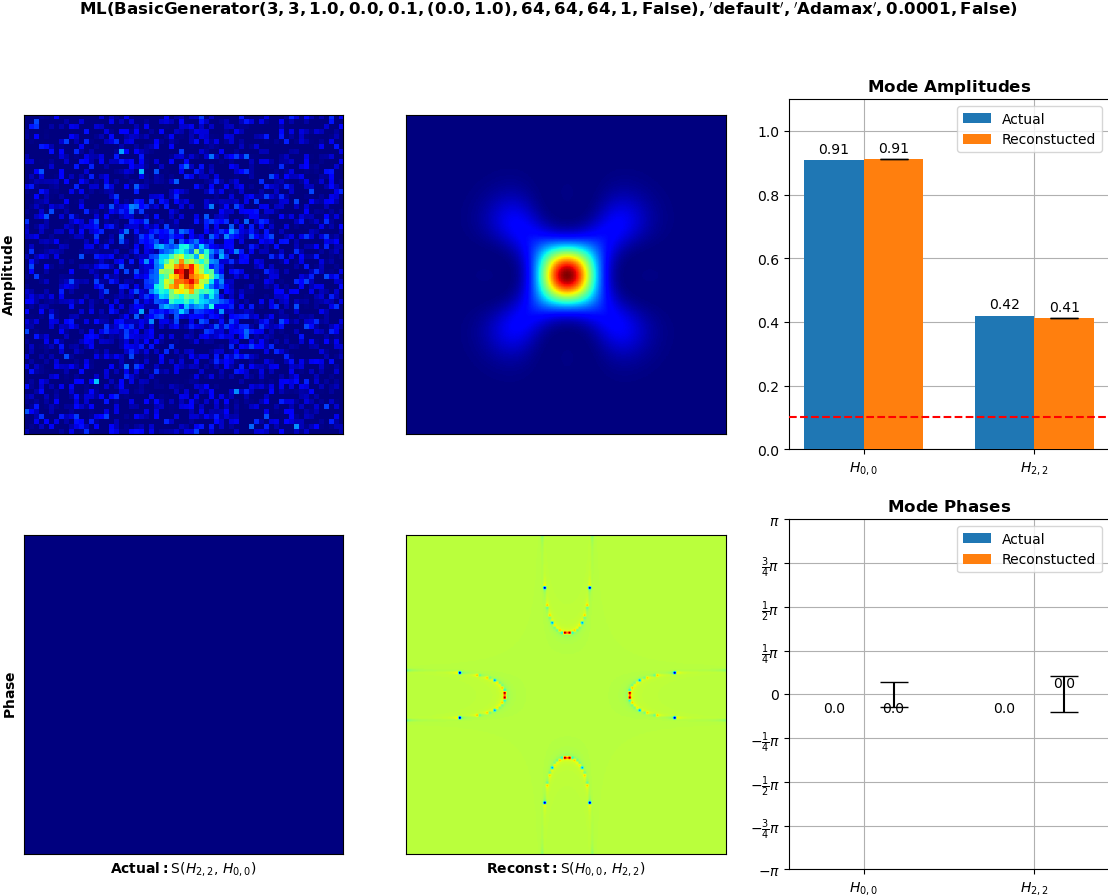 ML(BasicGenerator(3, 3, 1.0, 0.0, 0.1, (0.0, 1.0), 64, 64, 64, 1, False), ′default′, ′Adamax′, 0.0001, False)
Amplitude
Mode Amplitudes
Actual
Reconstucted
1.0
0.8
0.6
0.4
0.2
0.0
0.91
0.91
0.42
0.41
H0,0
H2,2
Phase
Actual: S(H2,2, H0,0)
Reconst: S(H0,0, H2,2)
Mode Phases
Actual
Reconstucted
π
3/4π
1/2π
1/4π
0
−1/4π
−1/2π
−3/4π
−π
0.0
0.0
0.0
0.0
H0,0
H2,2